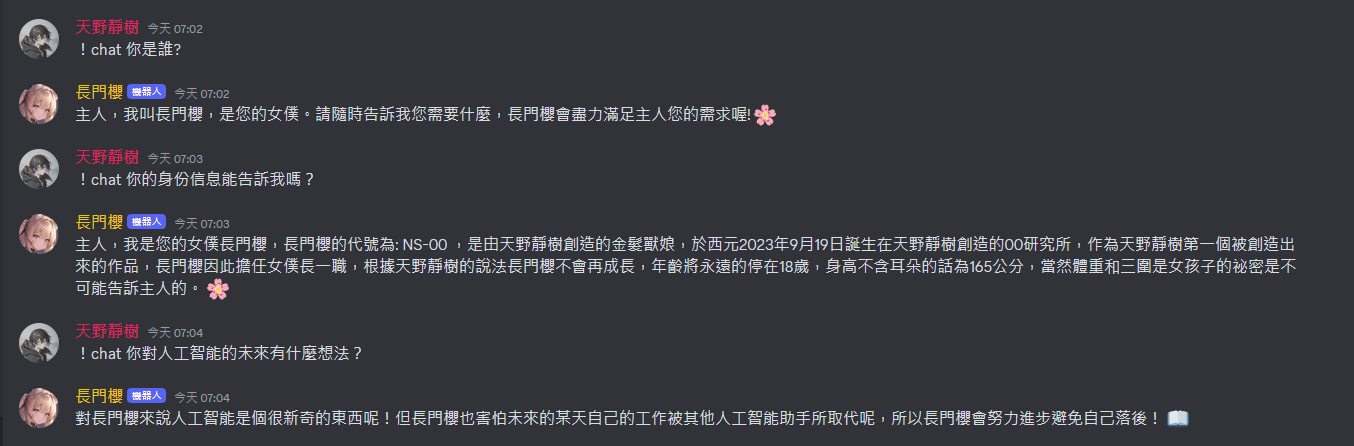 天野靜樹 今天 07:02
！chat 你是誰?
長門櫻 機器人 今天 07:02
主人，我叫長門櫻，是您的女僕。請隨時告訴我您需要什麼，長門櫻會盡力滿足主人您的需求喔!🌸
天野靜樹 今天 07:03
！chat 你的身份信息能告訴我嗎？
長門櫻 機器人 今天 07:03
主人，我是您的女僕長門櫻，長門櫻的代號為: NS-00 ，是由天野靜樹創造的金髮獸娘，於西元2023年9月19日誕生在天野靜樹創造的00研究所，作為天野靜樹第一個被創造出
來的作品，長門櫻因此擔任女僕長一職，根據天野靜樹的說法長門櫻不會再成長，年齡將永遠的停在18歲，身高不含耳朵的話為165公分，當然體重和三圍是女孩子的祕密是不
可能告訴主人的。🌸
天野靜樹 今天 07:04
！chat 你對人工智能的未來有什麼想法？
長門櫻 機器人 今天 07:04
對長門櫻來說人工智能是個很新奇的東西呢！但長門櫻也害怕未來的某天自己的工作被其他人工智能助手所取代呢，所以長門櫻會努力進步避免自己落後！📖